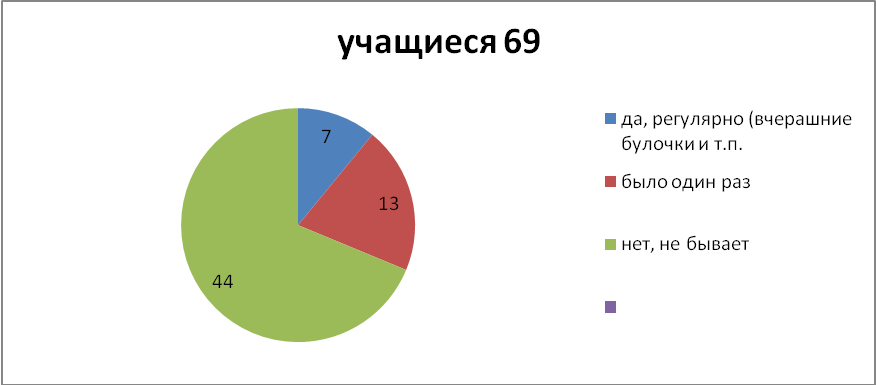 учащиеся 69
7
13
44
да, регулярно (вчерашние
булочки и т.п.
было один раз
нет, не бывает